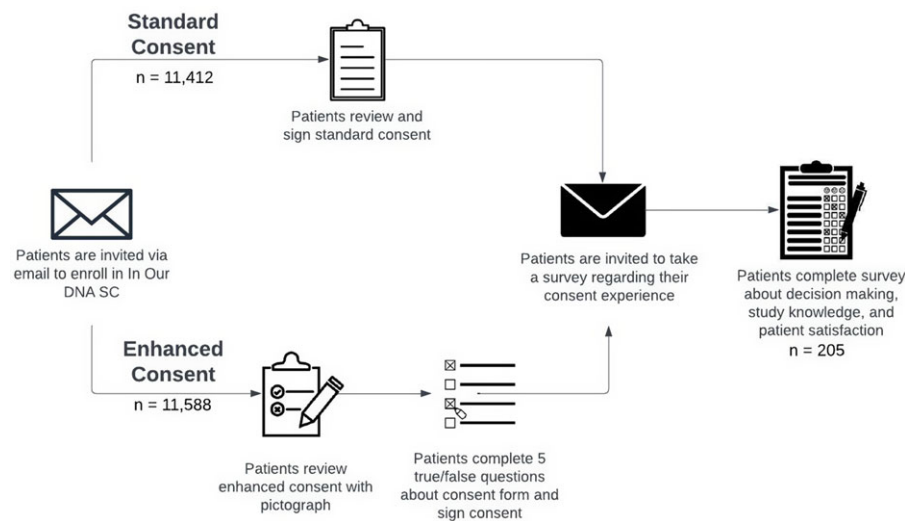 Standard
Consent
n = 11,412
Patients review and
sign standard consent
Patients are invited via
email to enroll in In Our
DNA SC
Patients are invited to take
a survey regarding their
consent experience
Patients complete survey
about decision making,
study knowledge, and
patient satisfaction
n = 205
Enhanced
Consent
n = 11,588
Patients review
enhanced consent with
pictograph
Patients complete 5
true/false questions
about consent form and
sign consent